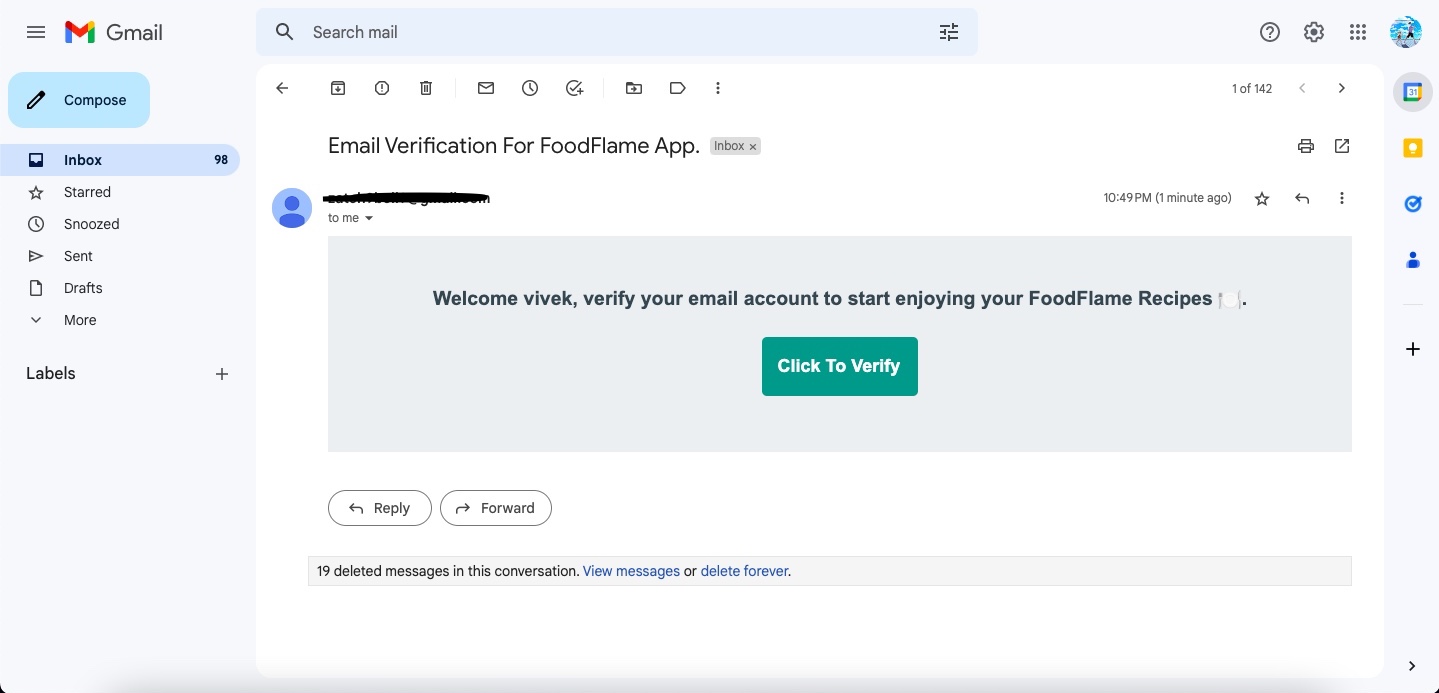 Gmail
Search mail
Compose
1 of 142
Inbox 98
Starred
Snoozed
Sent
Drafts
More
Labels
Email Verification For FoodFlame App. Inbox ×
10:49 PM (1 minute ago)
to me
Welcome vivek, verify your email account to start enjoying your FoodFlame Recipes 🍽️.
Click To Verify
Reply
Forward
19 deleted messages in this conversation. View messages or delete forever.
31